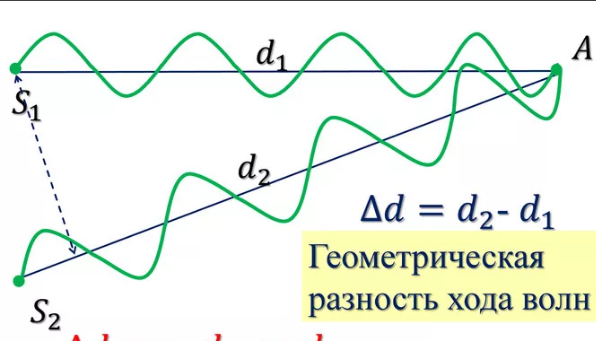 d₁
A
S₁
d₂
Δd = d₂- d₁
Геометрическая
разность хода волн
S₂